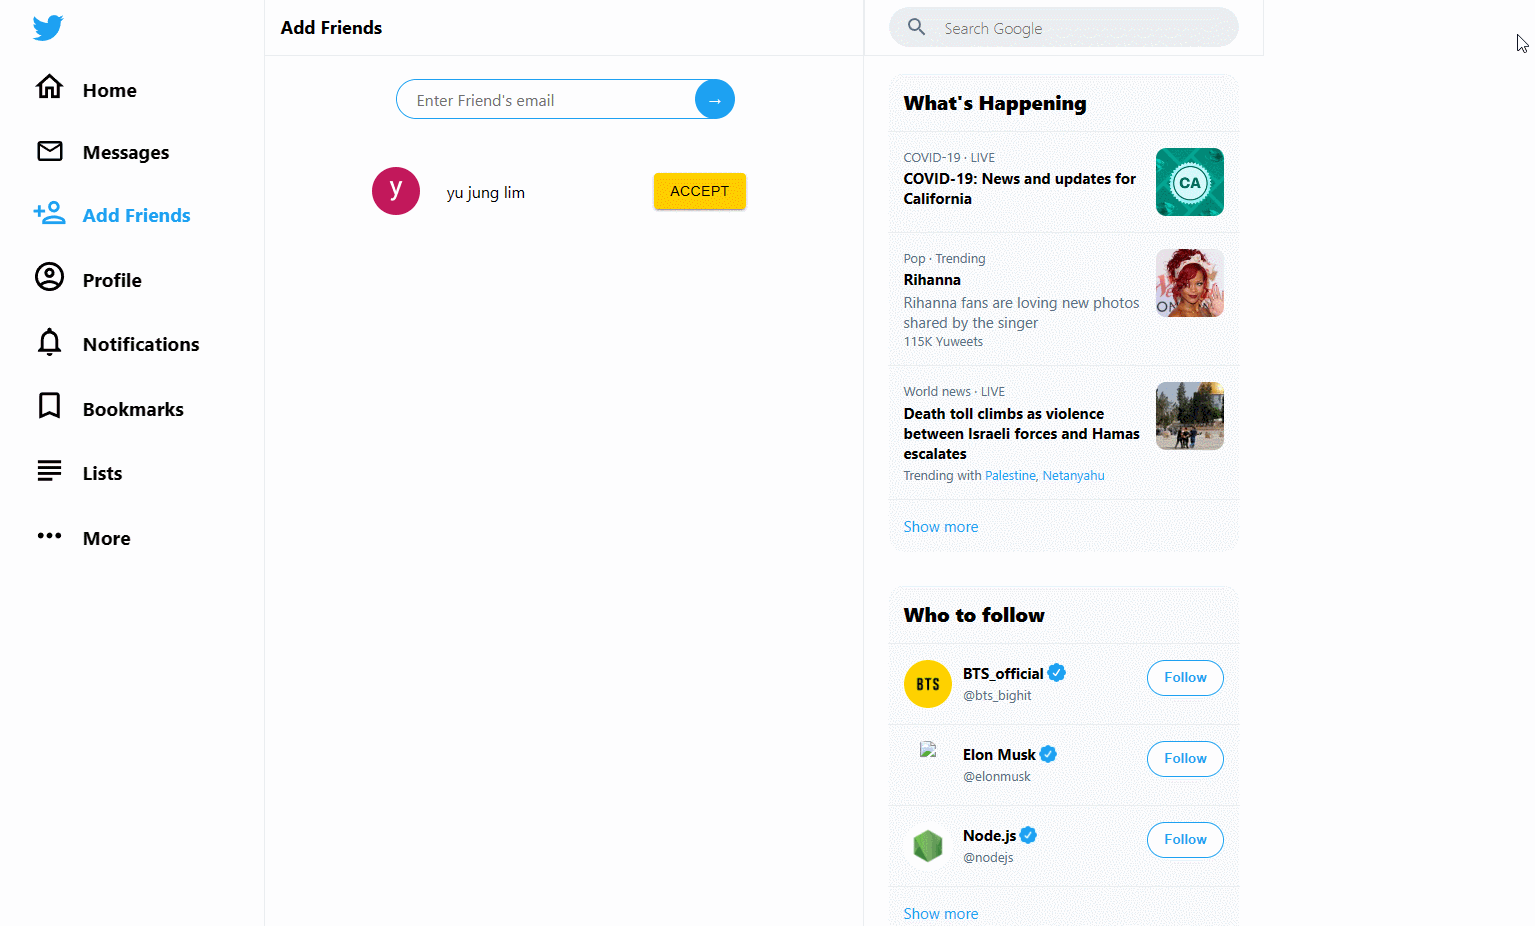 Home
Messages
Add Friends
Profile
Notifications
Bookmarks
Lists
More
Add Friends
Enter Friend's email
→
y
yu jung lim
ACCEPT
Search Google
What's Happening
COVID-19 · LIVE
COVID-19: News and updates for
California
CA
Pop · Trending
Rihanna
Rihanna fans are loving new photos
shared by the singer
115K Yuweets
World news · LIVE
Death toll climbs as violence
between Israeli forces and Hamas
escalates
Trending with Palestine, Netanyahu
Show more
Who to follow
BTS
BTS_official
@bts_bighit
Follow
Elon Musk
@elonmusk
Follow
Node.js
@nodejs
Follow
Show more